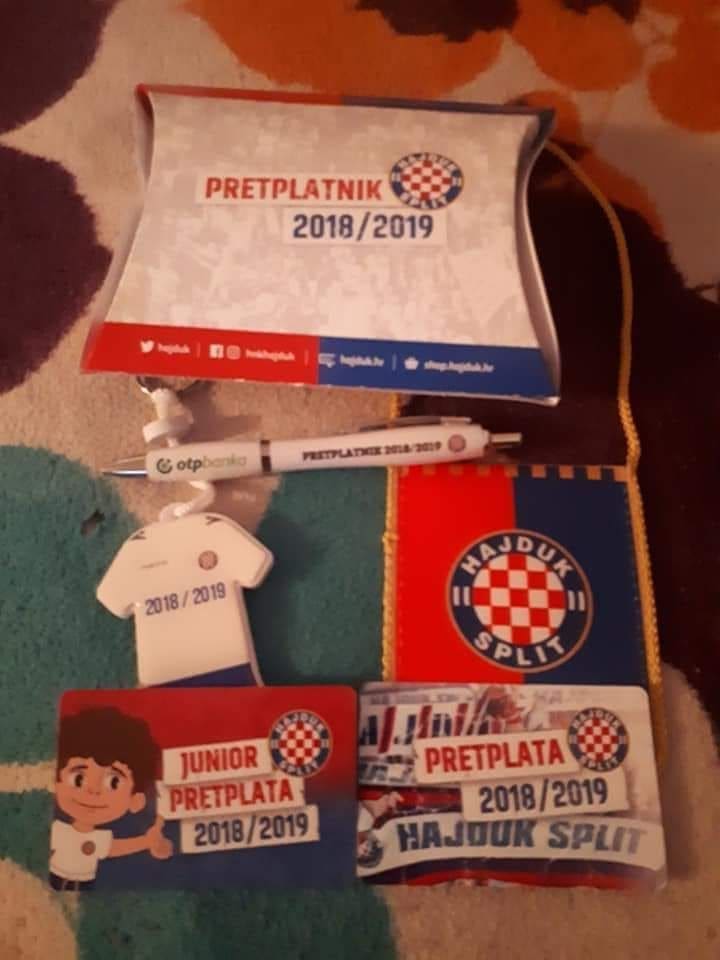 PRETPLATNIK
HAJDUK
SPLIT
2018/2019
hajduk | hnkhajduk | hajduk.hr | shop.hajduk.hr
otpbanka PRETPLATNIK 2018/2019
2018/2019
HAJDUK
SPLIT
JUNIOR
PRETPLATA
2018/2019
HAJDUK
SPLIT
PRETPLATA
2018/2019
HAJDUK
SPLIT
HAJDUK SPLIT